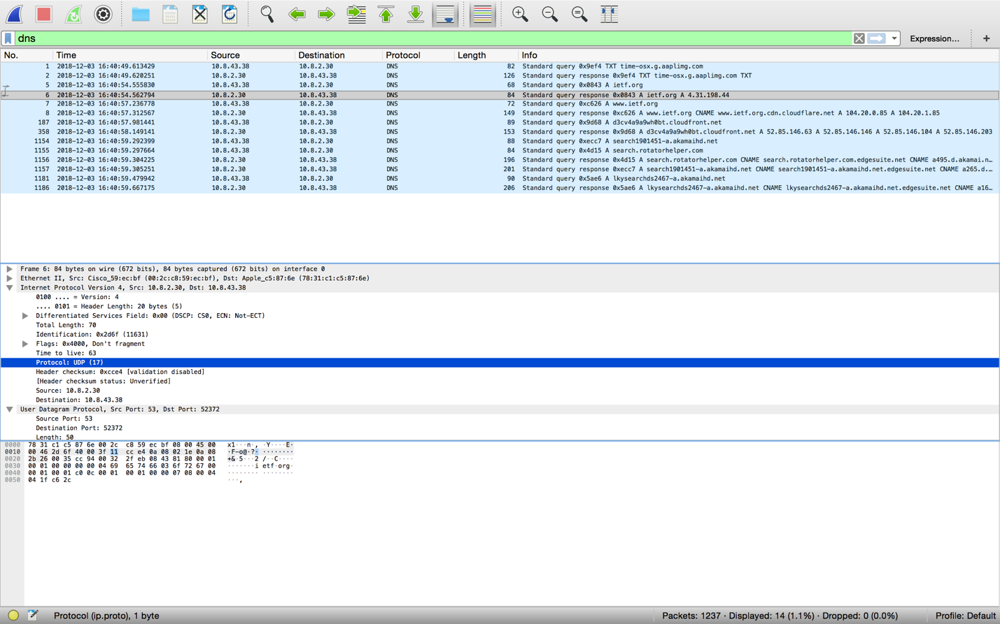 dns
Expression...
+
No. Time Source Destination Protocol Length Info
1 2018-12-03 16:40:49.613429 10.8.43.38 10.8.2.30 DNS 82 Standard query 0x9ef4 TXT time-osx.g.aaplimg.com
2 2018-12-03 16:40:49.620251 10.8.2.30 10.8.43.38 DNS 126 Standard query response 0x9ef4 TXT time-osx.g.aaplimg.com TXT
5 2018-12-03 16:40:54.555830 10.8.43.38 10.8.2.30 DNS 68 Standard query 0x0843 A ietf.org
6 2018-12-03 16:40:54.562794 10.8.2.30 10.8.43.38 DNS 84 Standard query response 0x0843 A ietf.org A 4.31.198.44
7 2018-12-03 16:40:57.236778 10.8.43.38 10.8.2.30 DNS 72 Standard query 0xc626 A www.ietf.org
8 2018-12-03 16:40:57.312567 10.8.2.30 10.8.43.38 DNS 149 Standard query response 0xc626 A www.ietf.org CNAME www.ietf.org.cdn.cloudflare.net A 104.20.0.85 A 104.20.1.85
187 2018-12-03 16:40:57.981441 10.8.43.38 10.8.2.30 DNS 89 Standard query 0x9d68 A d3cv4a9a9wh0bt.cloudfront.net
358 2018-12-03 16:40:58.149141 10.8.2.30 10.8.43.38 DNS 153 Standard query response 0x9d68 A d3cv4a9a9wh0bt.cloudfront.net A 52.85.146.63 A 52.85.146.146 A 52.85.146.104 A 52.85.146.203
1154 2018-12-03 16:40:59.292399 10.8.43.38 10.8.2.30 DNS 88 Standard query 0xecc7 A search1901451-a.akamaihd.net
1155 2018-12-03 16:40:59.297664 10.8.43.38 10.8.2.30 DNS 84 Standard query 0x4d15 A search.rotatorhelper.com
1156 2018-12-03 16:40:59.304225 10.8.2.30 10.8.43.38 DNS 196 Standard query response 0x4d15 A search.rotatorhelper.com CNAME search.rotatorhelper.com.edgesuite.net CNAME a495.d.akamai.n…
1157 2018-12-03 16:40:59.305251 10.8.2.30 10.8.43.38 DNS 201 Standard query response 0xecc7 A search1901451-a.akamaihd.net CNAME search1901451-a.akamaihd.net.edgesuite.net CNAME a265.d.…
1181 2018-12-03 16:40:59.479942 10.8.43.38 10.8.2.30 DNS 90 Standard query 0x5ae6 A lkysearchds2467-a.akamaihd.net
1186 2018-12-03 16:40:59.667175 10.8.2.30 10.8.43.38 DNS 206 Standard query response 0x5ae6 A lkysearchds2467-a.akamaihd.net CNAME lkysearchds2467-a.akamaihd.net.edgesuite.net CNAME a16…
Frame 6: 84 bytes on wire (672 bits), 84 bytes captured (672 bits) on interface 0
Ethernet II, Src: Cisco_59:ec:bf (00:2c:c8:59:ec:bf), Dst: Apple_c5:87:6e (78:31:c1:c5:87:6e)
Internet Protocol Version 4, Src: 10.8.2.30, Dst: 10.8.43.38
0100 .... = Version: 4
.... 0101 = Header Length: 20 bytes (5)
Differentiated Services Field: 0x00 (DSCP: CS0, ECN: Not-ECT)
Total Length: 70
Identification: 0x2d6f (11631)
Flags: 0x4000, Don't fragment
Time to live: 63
Protocol: UDP (17)
Header checksum: 0xcce4 [validation disabled]
[Header checksum status: Unverified]
Source: 10.8.2.30
Destination: 10.8.43.38
User Datagram Protocol, Src Port: 53, Dst Port: 52372
Source Port: 53
Destination Port: 52372
Length: 50
0000 78 31 c1 c5 87 6e 00 2c c8 59 ec bf 08 00 45 00 x1···n·, ·Y····E·
0010 00 46 2d 6f 40 00 3f 11 cc e4 0a 08 02 1e 0a 08 ·F-o@·?· ········
0020 2b 26 00 35 cc 94 00 32 2f eb 08 43 81 80 00 01 +&·5···2 /··C····
0030 00 01 00 00 00 00 04 69 65 74 66 03 6f 72 67 00 ·······i etf·org·
0040 00 01 00 01 c0 0c 00 01 00 01 00 00 07 08 00 04 ········ ········
0050 04 1f c6 2c ···,
Protocol (ip.proto), 1 byte
Packets: 1237 · Displayed: 14 (1.1%) · Dropped: 0 (0.0%)
Profile: Default